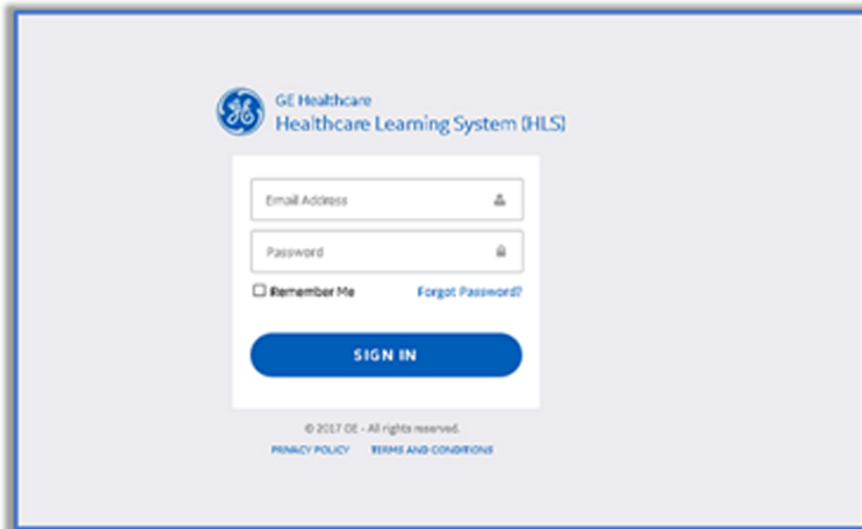 GE Healthcare
Healthcare Learning System (HLS)
Email Address
Password
Remember Me Forgot Password?
SIGN IN
© 2017 GE - All rights reserved.
PRIVACY POLICY TERMS AND CONDITIONS